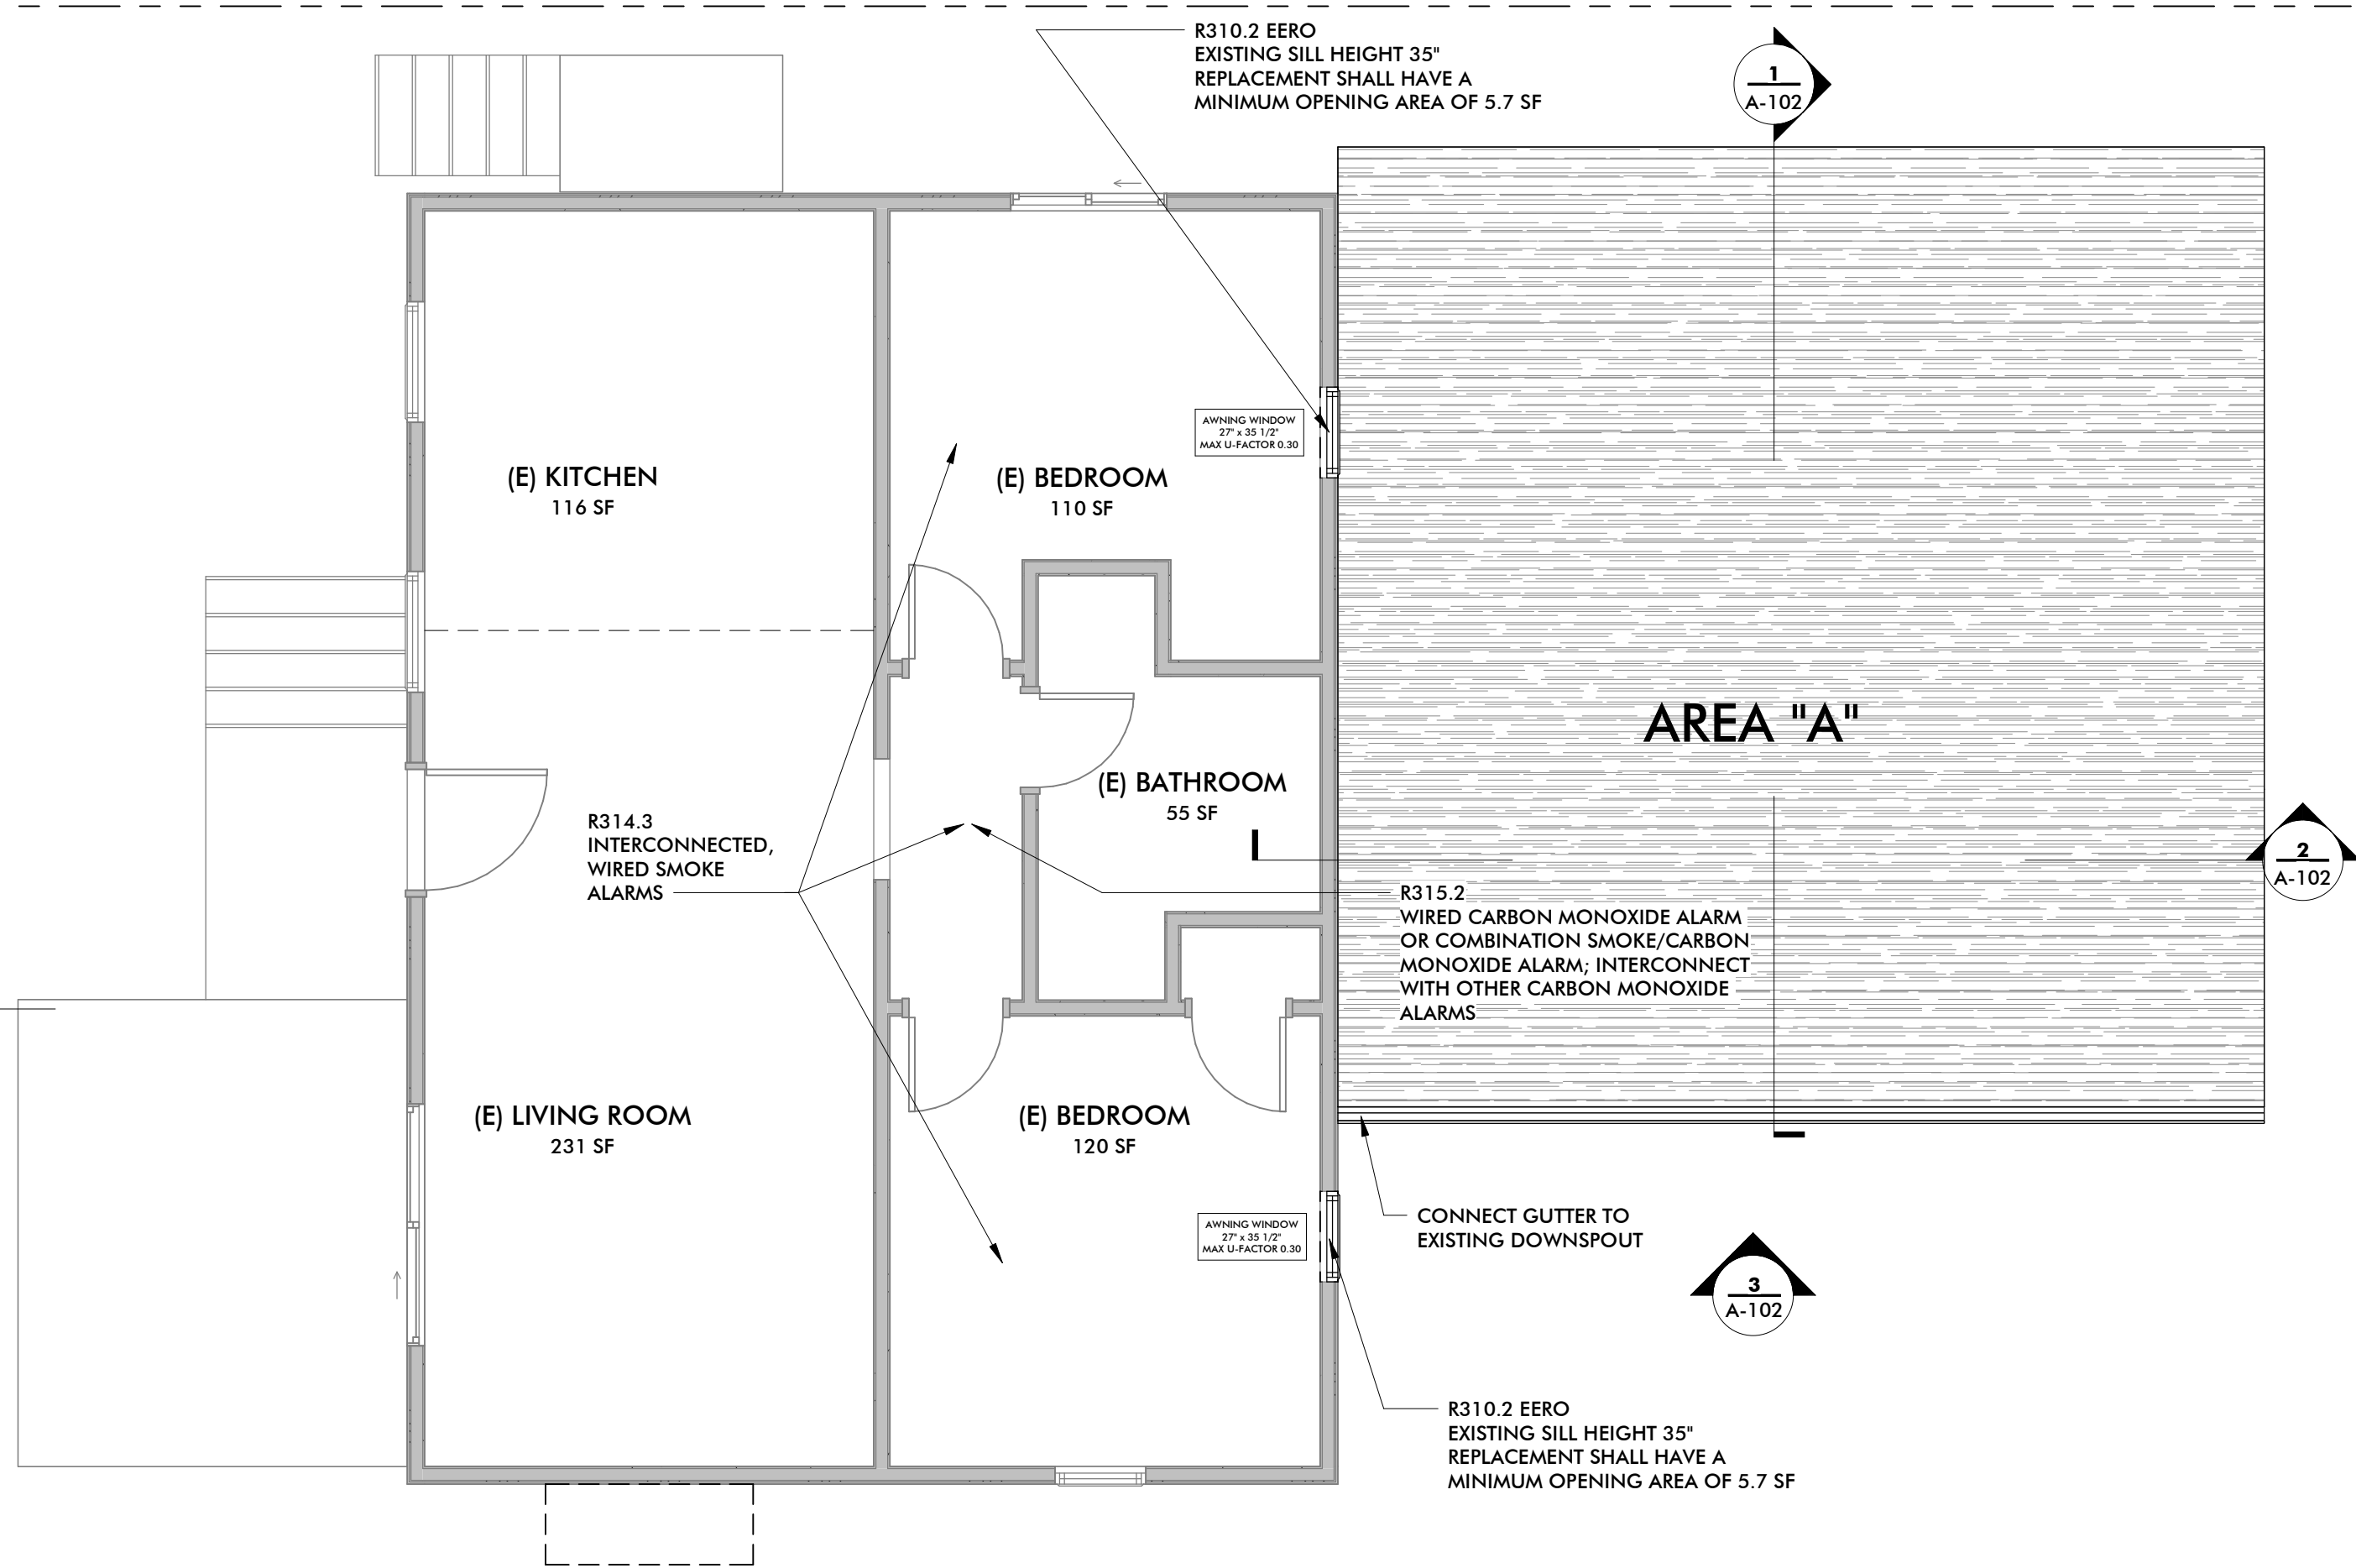 R310.2 EERO
EXISTING SILL HEIGHT 35"
REPLACEMENT SHALL HAVE A
MINIMUM OPENING AREA OF 5.7 SF
1
A-102
AWNING WINDOW
27" x 35 1/2"
MAX U-FACTOR 0.30
(E) KITCHEN
116 SF
(E) BEDROOM
110 SF
AREA "A"
(E) BATHROOM
55 SF
R314.3
INTERCONNECTED,
WIRED SMOKE
ALARMS
2
A-102
R315.2
WIRED CARBON MONOXIDE ALARM
OR COMBINATION SMOKE/CARBON
MONOXIDE ALARM; INTERCONNECT
WITH OTHER CARBON MONOXIDE
ALARMS
(E) LIVING ROOM
231 SF
(E) BEDROOM
120 SF
AWNING WINDOW
27" x 35 1/2"
MAX U-FACTOR 0.30
CONNECT GUTTER TO
EXISTING DOWNSPOUT
3
A-102
R310.2 EERO
EXISTING SILL HEIGHT 35"
REPLACEMENT SHALL HAVE A
MINIMUM OPENING AREA OF 5.7 SF